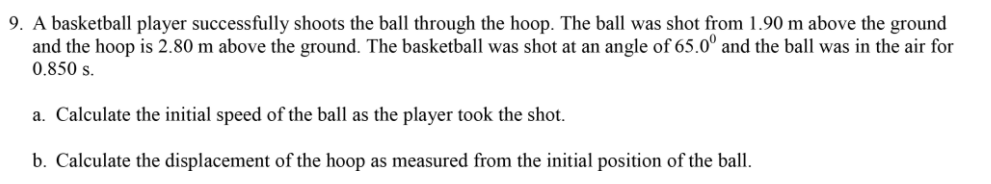 9. A basketball player successfully shoots the ball through the hoop. The ball was shot from 1.90 m above the ground
and the hoop is 2.80 m above the ground. The basketball was shot at an angle of 65.0⁰ and the ball was in the air for
0.850 s.
a. Calculate the initial speed of the ball as the player took the shot.
b. Calculate the displacement of the hoop as measured from the initial position of the ball.